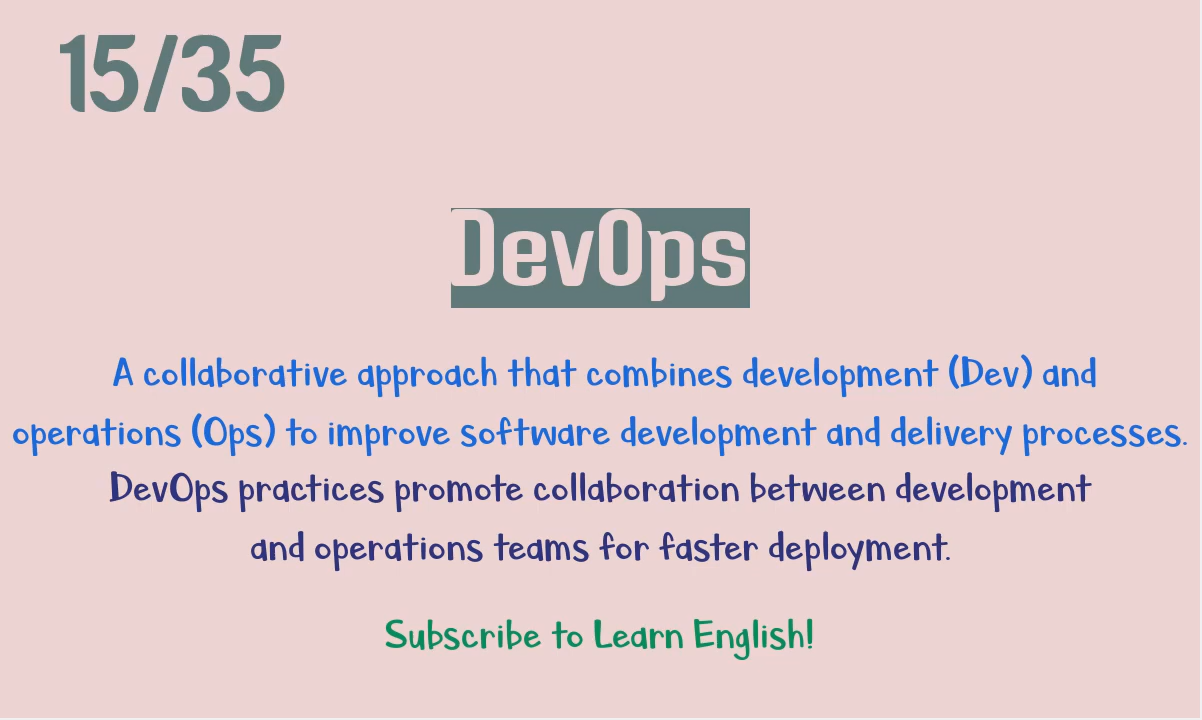 15/35
DevOps
A collaborative approach that combines development (Dev) and
operations (Ops) to improve software development and delivery processes.
DevOps practices promote collaboration between development
and operations teams for faster deployment.
Subscribe to Learn English!